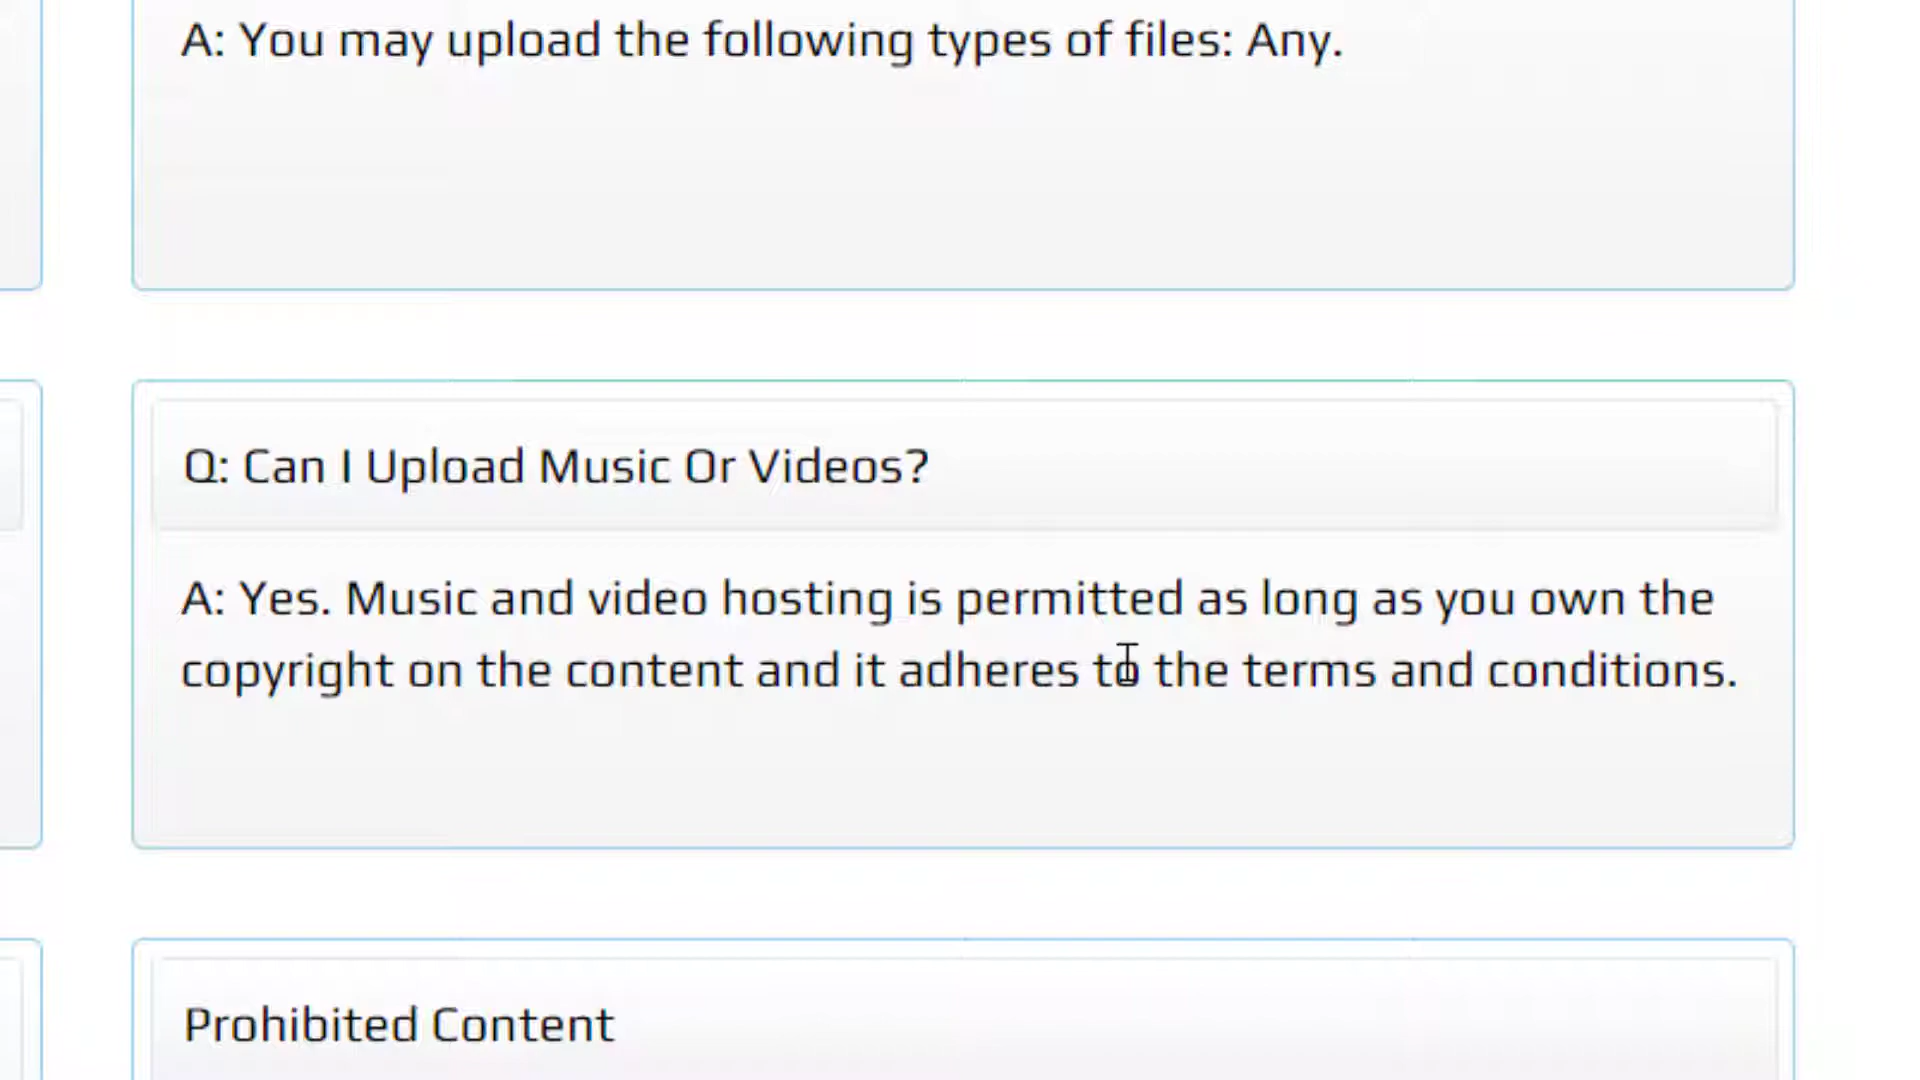 A: You may upload the following types of files: Any.
Q: Can I Upload Music Or Videos?
A: Yes. Music and video hosting is permitted as long as you own the
copyright on the content and it adheres to the terms and conditions.
Prohibited Content